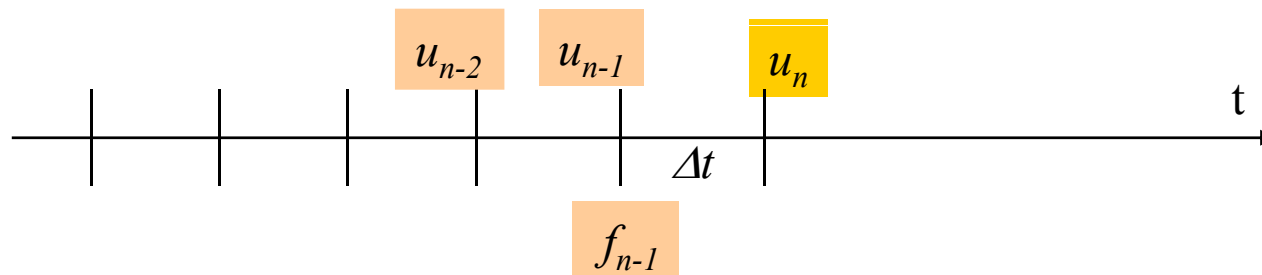 u_{n-2} u_{n-1} u_n
t
Δt
f_{n-1}